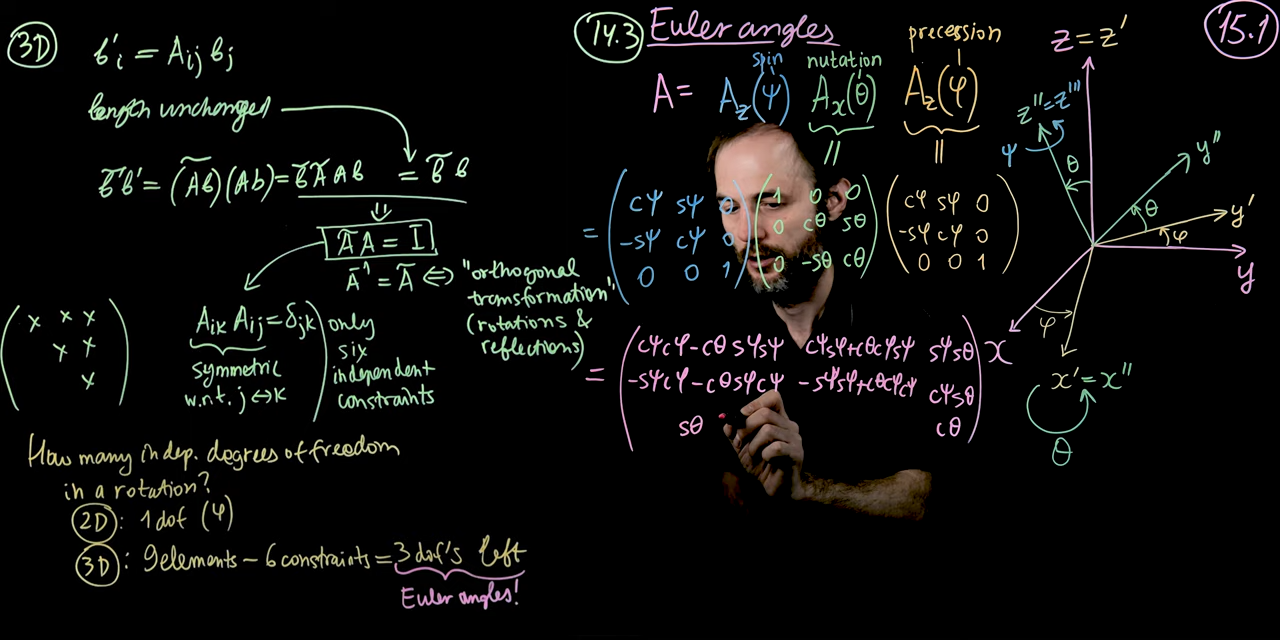 3D
b'ᵢ = Aᵢⱼ bⱼ
length unchanged
b̃'b' = (Ãb)(Ab) = b̃ÃAb = b̃b
⇓
ÃA = I
A⁻¹ = Ã ⇔ "orthogonal
transformation"
(rotations &
reflections)
( x x x
x x
x )
Aᵢₖ Aᵢⱼ = δⱼₖ
symmetric
w.r.t. j ↔ k
only
six
independent
constraints
How many indep. degrees of freedom
in a rotation?
2D : 1 dof (φ)
3D : 9 elements – 6 constraints = 3 dof's left
Euler angles!
14.3 Euler angles
15.1
spin nutation precession
A = A_z(ψ) A_x(θ) A_z(φ)
= ( cψ sψ 0 ) ( 1 0 0 ) ( cφ sφ 0 )
( -sψ cψ 0 ) ( 0 cθ sθ ) ( -sφ cφ 0 )
( 0 0 1 ) ( 0 -sθ cθ ) ( 0 0 1 )
= ( cψcφ-cθsφsψ cψsφ+cθcφsψ sψsθ )
( -sψcφ-cθsφcψ -sψsφ+cθcφcψ cψsθ )
( sθ cθ )
z = z'
z'' = z'''
ψ
θ
y''
θ
y'
φ
y
x
φ
x' = x''
θ